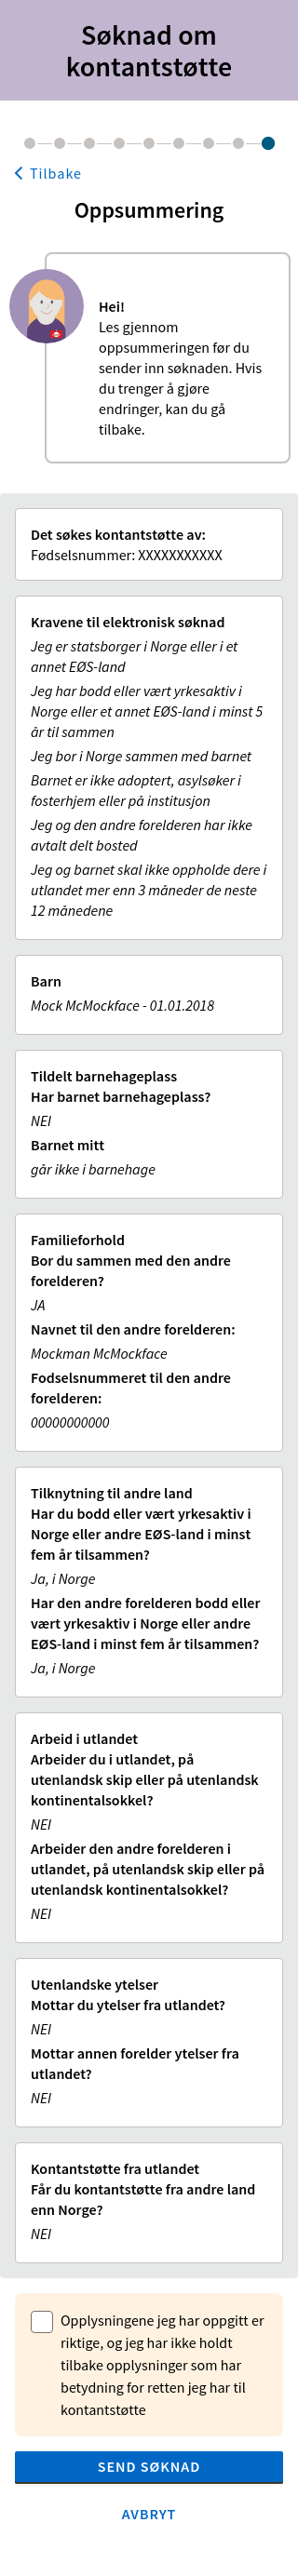 Søknad om
kontantstøtte
Tilbake
Oppsummering
Hei!
Les gjennom
oppsummeringen før du
sender inn søknaden. Hvis
du trenger å gjøre
endringer, kan du gå
tilbake.
Det søkes kontantstøtte av:
Fødselsnummer: XXXXXXXXXXX
Kravene til elektronisk søknad
Jeg er statsborger i Norge eller i et
annet EØS-land
Jeg har bodd eller vært yrkesaktiv i
Norge eller et annet EØS-land i minst 5
år til sammen
Jeg bor i Norge sammen med barnet
Barnet er ikke adoptert, asylsøker i
fosterhjem eller på institusjon
Jeg og den andre forelderen har ikke
avtalt delt bosted
Jeg og barnet skal ikke oppholde dere i
utlandet mer enn 3 måneder de neste
12 månedene
Barn
Mock McMockface - 01.01.2018
Tildelt barnehageplass
Har barnet barnehageplass?
NEI
Barnet mitt
går ikke i barnehage
Familieforhold
Bor du sammen med den andre
forelderen?
JA
Navnet til den andre forelderen:
Mockman McMockface
Fodselsnummeret til den andre
forelderen:
00000000000
Tilknytning til andre land
Har du bodd eller vært yrkesaktiv i
Norge eller andre EØS-land i minst
fem år tilsammen?
Ja, i Norge
Har den andre forelderen bodd eller
vært yrkesaktiv i Norge eller andre
EØS-land i minst fem år tilsammen?
Ja, i Norge
Arbeid i utlandet
Arbeider du i utlandet, på
utenlandsk skip eller på utenlandsk
kontinentalsokkel?
NEI
Arbeider den andre forelderen i
utlandet, på utenlandsk skip eller på
utenlandsk kontinentalsokkel?
NEI
Utenlandske ytelser
Mottar du ytelser fra utlandet?
NEI
Mottar annen forelder ytelser fra
utlandet?
NEI
Kontantstøtte fra utlandet
Får du kontantstøtte fra andre land
enn Norge?
NEI
Opplysningene jeg har oppgitt er
riktige, og jeg har ikke holdt
tilbake opplysninger som har
betydning for retten jeg har til
kontantstøtte
SEND SØKNAD
AVBRYT